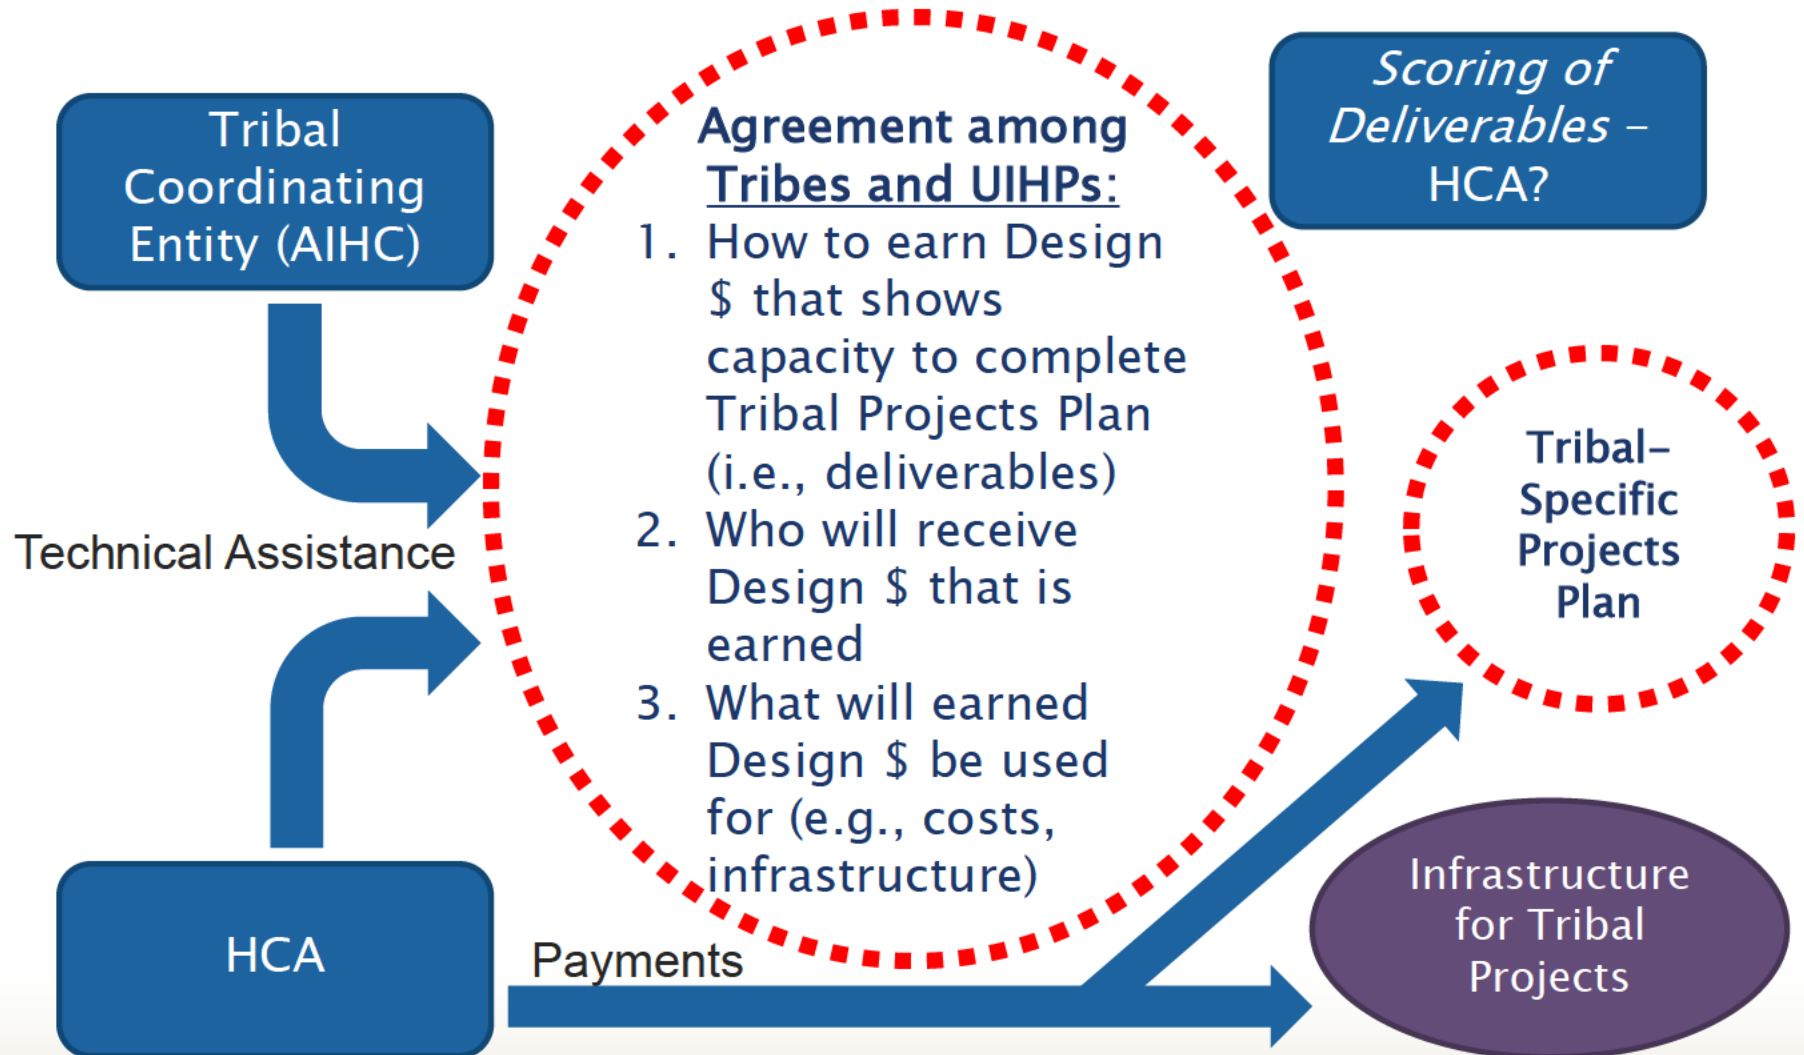 Tribal
Coordinating
Entity (AIHC)
Technical Assistance
HCA
Agreement among
Tribes and UIHPs:
1. How to earn Design
$ that shows
capacity to complete
Tribal Projects Plan
(i.e., deliverables)
2. Who will receive
Design $ that is
earned
3. What will earned
Design $ be used
for (e.g., costs,
infrastructure)
Payments
Scoring of
Deliverables –
HCA?
Tribal–
Specific
Projects
Plan
Infrastructure
for Tribal
Projects